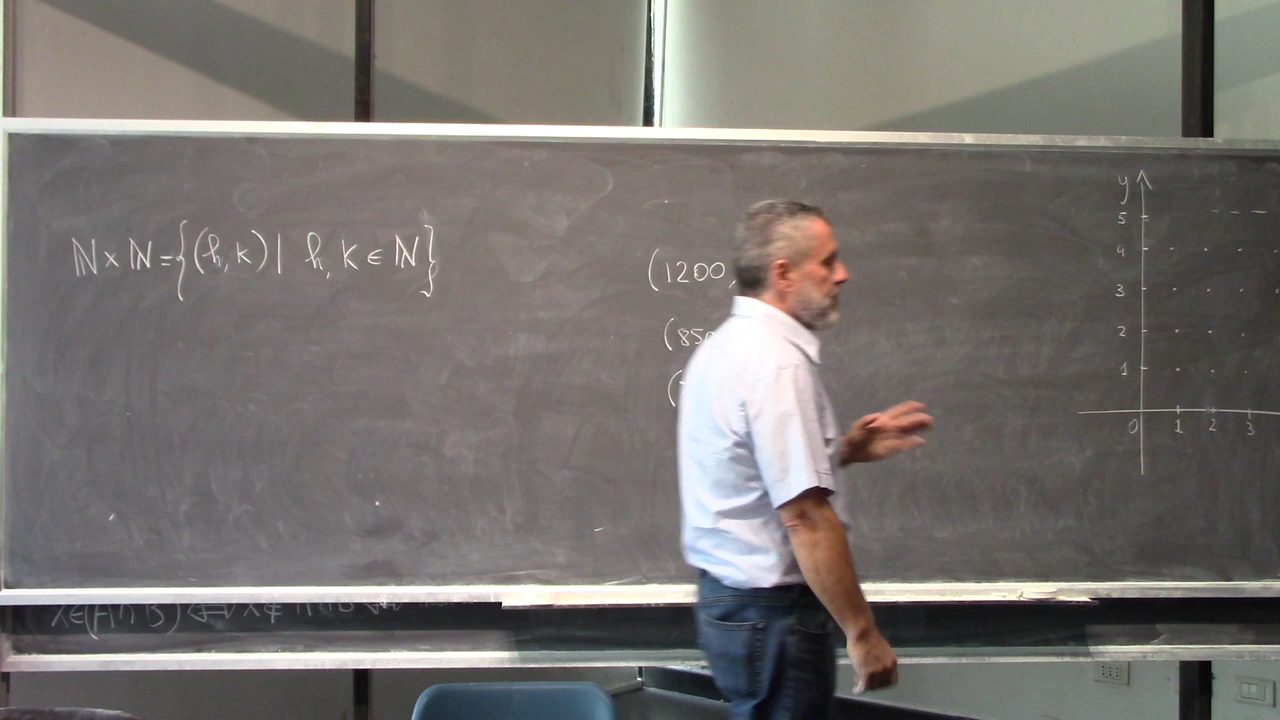 ℕ×ℕ={(h,k)| h,k∈ℕ}
(1200,
(850
(
y
5 ---
4
3
2
1
0 1 2 3